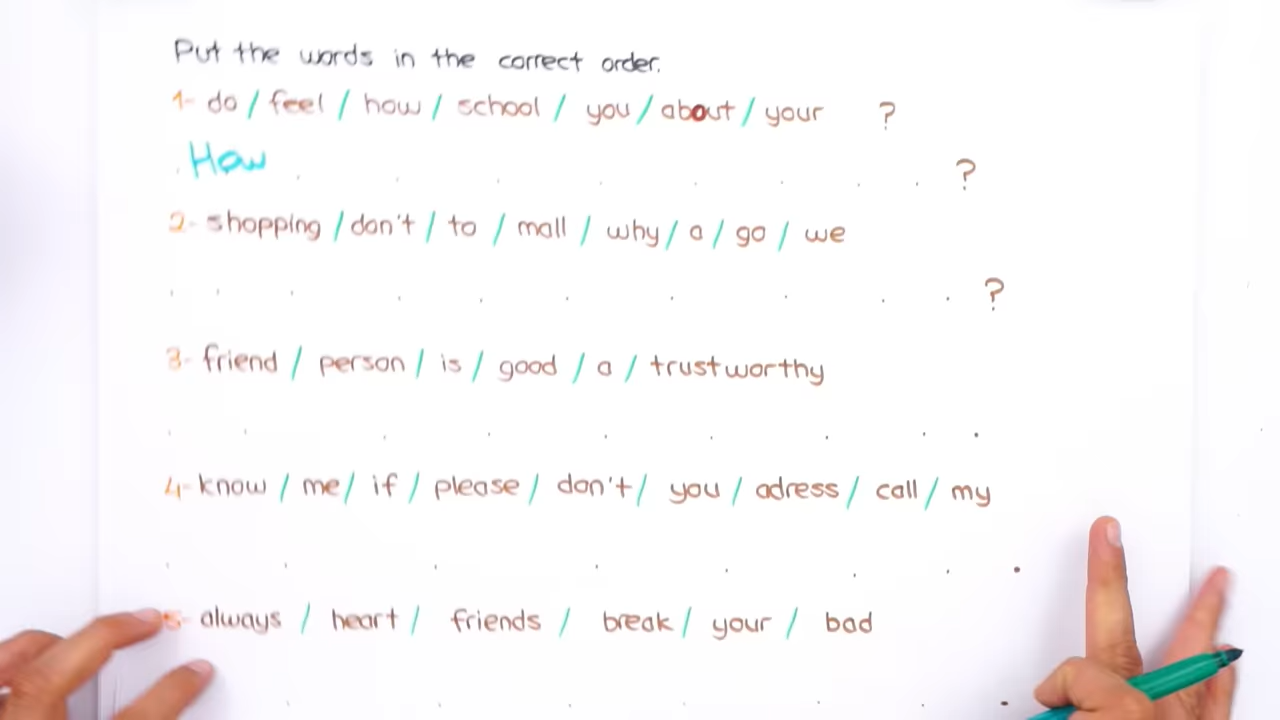 Put the words in the correct order.
1- do / feel / how / school / you / about / your ?
How ?
2- shopping / don't / to / mall / why / a / go / we
?
3- friend / person / is / good / a / trustworthy
4- know / me / if / please / don't / you / adress / call / my
5- always / heart / friends / break / your / bad